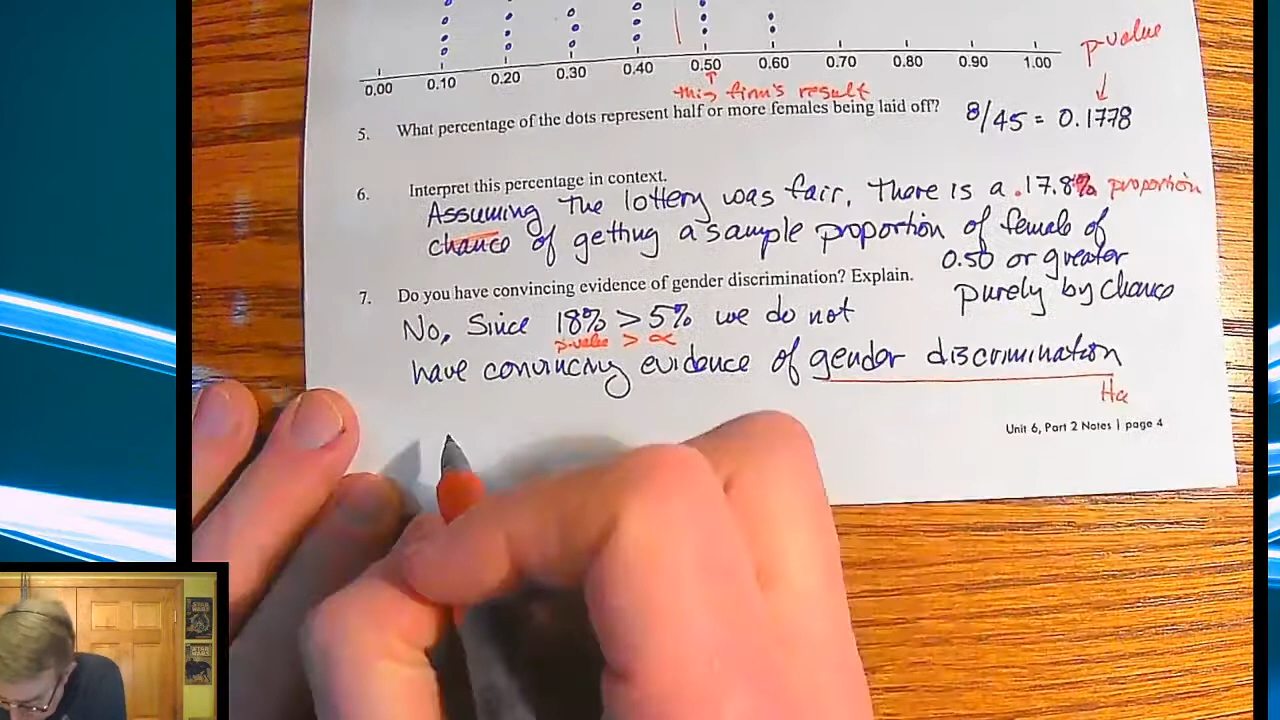 0.00 0.10 0.20 0.30 0.40 0.50 0.60 0.70 0.80 0.90 1.00
p-value
this firm's result
5. What percentage of the dots represent half or more females being laid off?
8/45 = 0.1778
6. Interpret this percentage in context.
Assuming the lottery was fair, there is a .17.8% proportion
chance of getting a sample proportion of female of
0.50 or greater
purely by chance
7. Do you have convincing evidence of gender discrimination? Explain.
No, Since 18% > 5% we do not
p-value > α
have convincing evidence of gender discrimination
Ha
Unit 6, Part 2 Notes | page 4
STAR WARS
STAR WARS